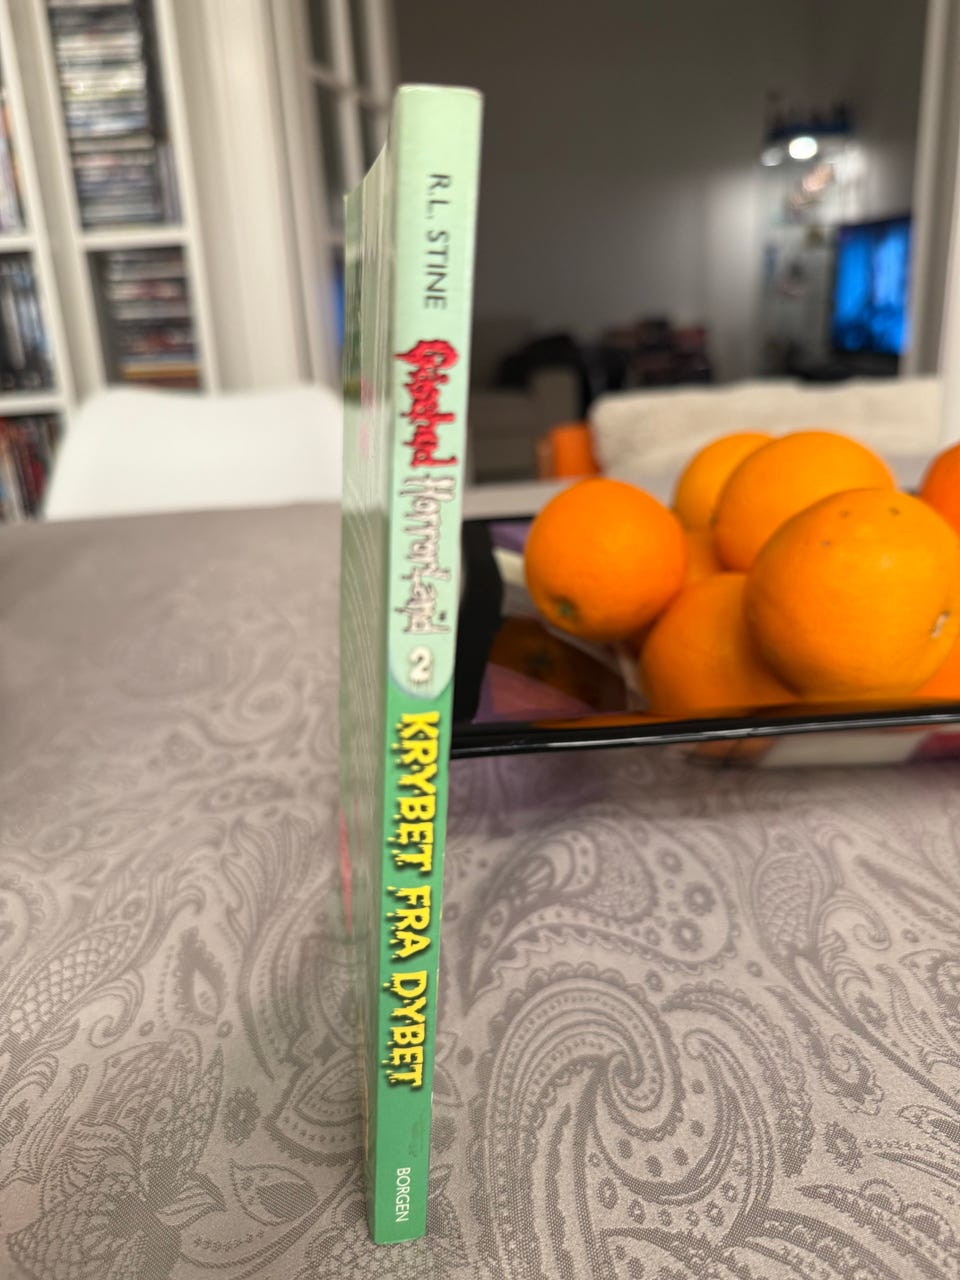 R.L. STINE
Gåsehud
HorrorLand
2
KRYBET FRA DYBET
BORGEN